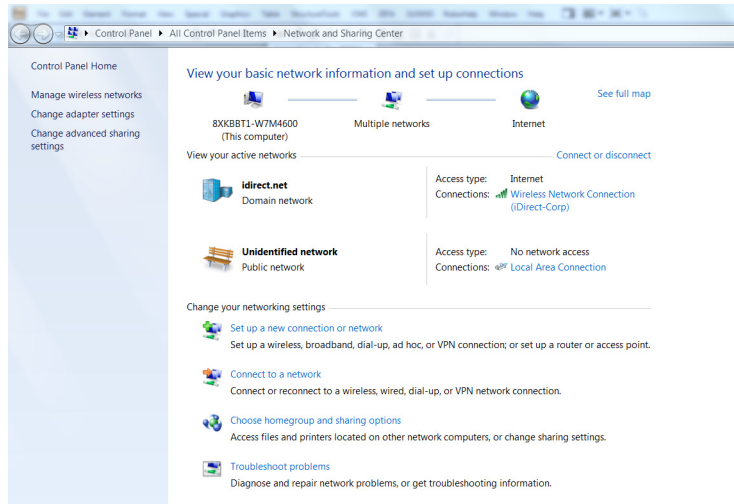 Control Panel ▸ All Control Panel Items ▸ Network and Sharing Center
Control Panel Home
Manage wireless networks
Change adapter settings
Change advanced sharing
settings
View your basic network information and set up connections
See full map
8XKBBT1-W7M4600
(This computer)
Multiple networks
Internet
View your active networks
Connect or disconnect
idirect.net
Domain network
Access type: Internet
Connections: Wireless Network Connection
(iDirect-Corp)
Unidentified network
Public network
Access type: No network access
Connections: Local Area Connection
Change your networking settings
Set up a new connection or network
Set up a wireless, broadband, dial-up, ad hoc, or VPN connection; or set up a router or access point.
Connect to a network
Connect or reconnect to a wireless, wired, dial-up, or VPN network connection.
Choose homegroup and sharing options
Access files and printers located on other network computers, or change sharing settings.
Troubleshoot problems
Diagnose and repair network problems, or get troubleshooting information.